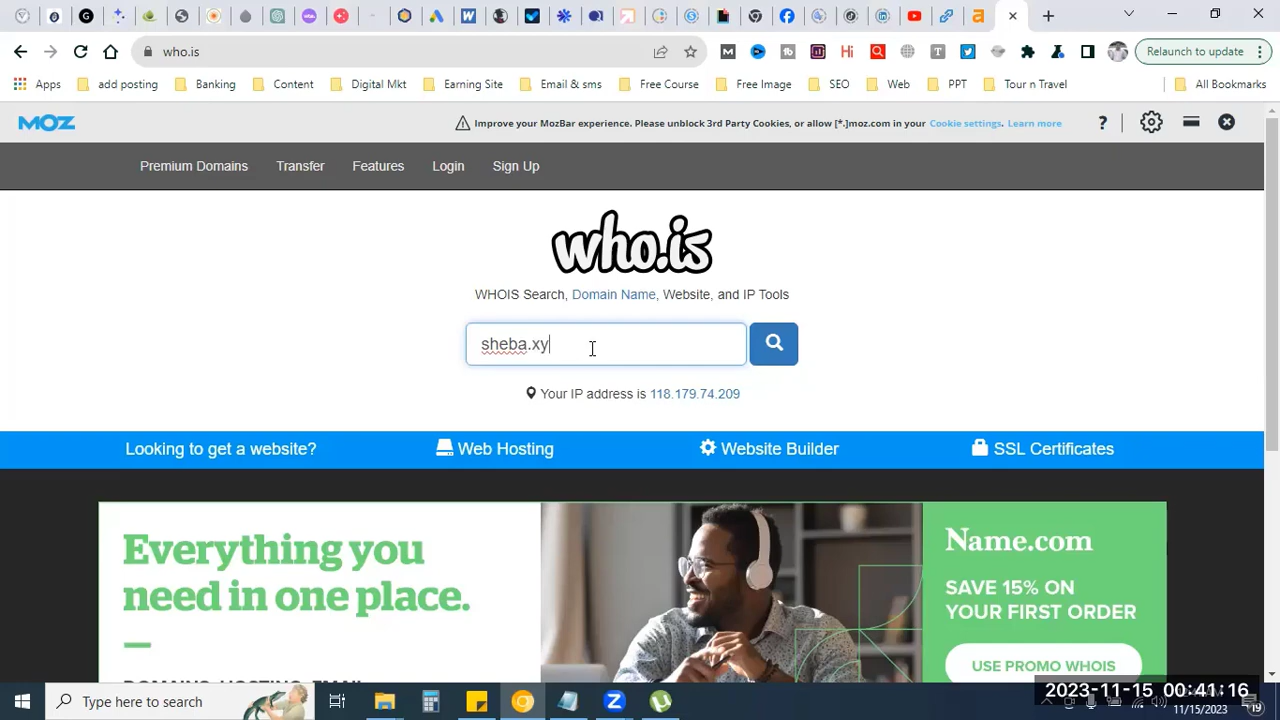 who.is
Relaunch to update
Apps
add posting
Banking
Content
Digital Mkt
Earning Site
Email & sms
Free Course
Free Image
SEO
Web
PPT
Tour n Travel
All Bookmarks
MOZ
Improve your MozBar experience. Please unblock 3rd Party Cookies, or allow [*.]moz.com in your Cookie settings. Learn more
Premium Domains
Transfer
Features
Login
Sign Up
who.is
WHOIS Search, Domain Name, Website, and IP Tools
sheba.xy
Your IP address is 118.179.74.209
Looking to get a website?
Web Hosting
Website Builder
SSL Certificates
Everything you
need in one place.
Name.com
SAVE 15% ON
YOUR FIRST ORDER
USE PROMO WHOIS
Type here to search
2023-11-15 00:41:16
11/15/2023
19